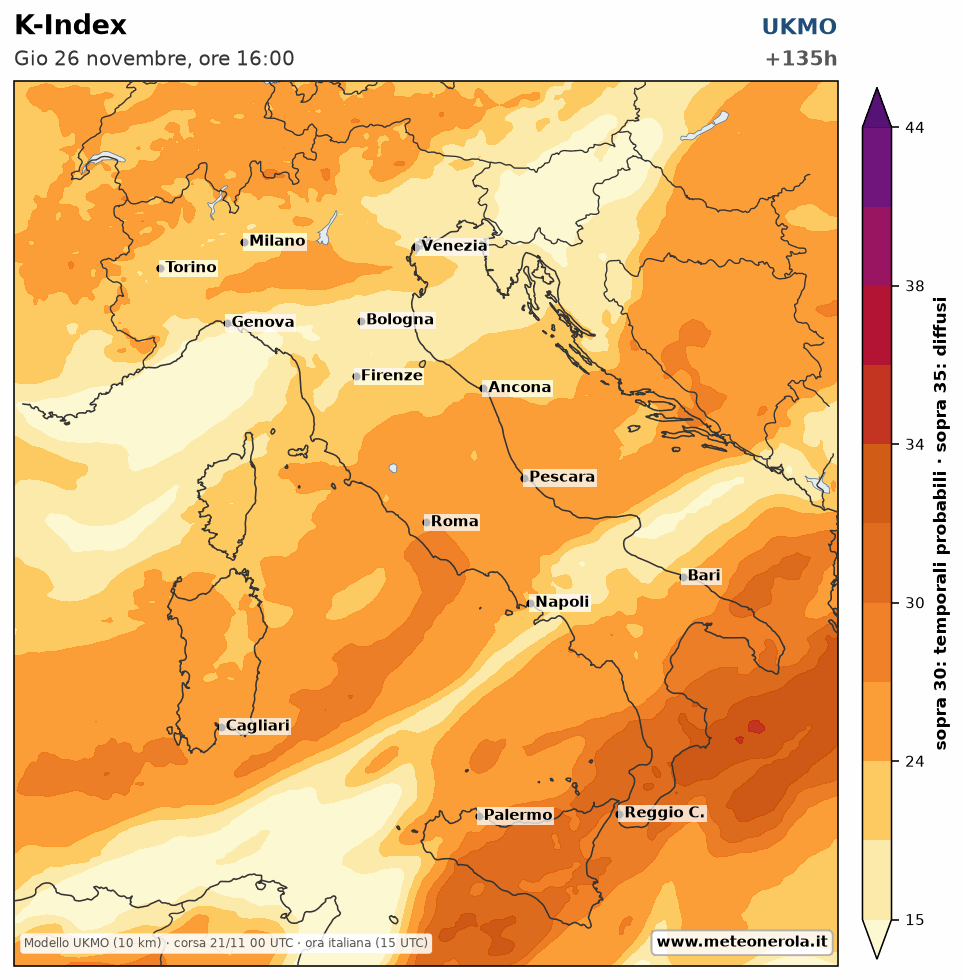 K-Index
UKMO
Gio 26 novembre, ore 16:00
+135h
Milano
Venezia
Torino
Genova
Bologna
Firenze
Ancona
Pescara
Roma
Bari
Napoli
Cagliari
Palermo
Reggio C.
44
38
34
30
24
15
sopra 30: temporali probabili · sopra 35: diffusi
Modello UKMO (10 km) · corsa 21/11 00 UTC · ora italiana (15 UTC)
www.meteonerola.it